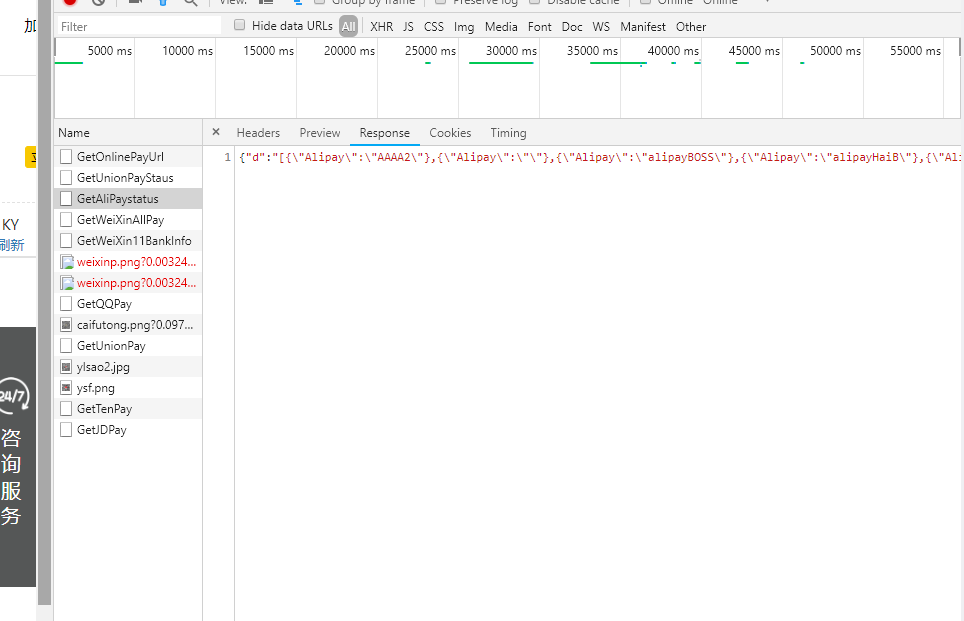 View:
Group by frame
Preserve log
Disable cache
Offline
Online
Filter
Hide data URLs
All
XHR
JS
CSS
Img
Media
Font
Doc
WS
Manifest
Other
5000 ms
10000 ms
15000 ms
20000 ms
25000 ms
30000 ms
35000 ms
40000 ms
45000 ms
50000 ms
55000 ms
Name
×
Headers
Preview
Response
Cookies
Timing
1 {"d":"[{\"Alipay\":\"AAAA2\"},{\"Alipay\":\"\"},{\"Alipay\":\"alipayBOSS\"},{\"Alipay\":\"alipayHaiB\"},{\"Ali
GetOnlinePayUrl
GetUnionPayStaus
GetAliPaystatus
GetWeiXinAllPay
GetWeiXin11BankInfo
weixinp.png?0.00324...
weixinp.png?0.00324...
GetQQPay
caifutong.png?0.097...
GetUnionPay
ylsao2.jpg
ysf.png
GetTenPay
GetJDPay
加
KY
刷新
24/7
咨
询
服
务